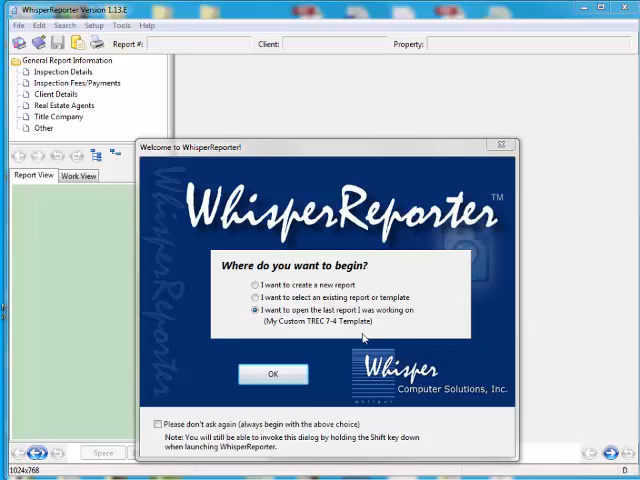 WhisperReporter Version 1.13.E
File Edit Search Setup Tools Help
Report #: Client: Property:
General Report Information
Inspection Details
Inspection Fees/Payments
Client Details
Real Estate Agents
Title Company
Other
Report View Work View
Welcome to WhisperReporter!
WhisperReporter
WhisperReporter TM
Where do you want to begin?
I want to create a new report
I want to select an existing report or template
I want to open the last report I was working on
(My Custom TREC 7-4 Template)
OK
Whisper
Computer Solutions, Inc.
Please don't ask again (always begin with the above choice)
Note: You will still be able to invoke this dialog by holding the Shift key down
when launching WhisperReporter.
Space
1024x768 D